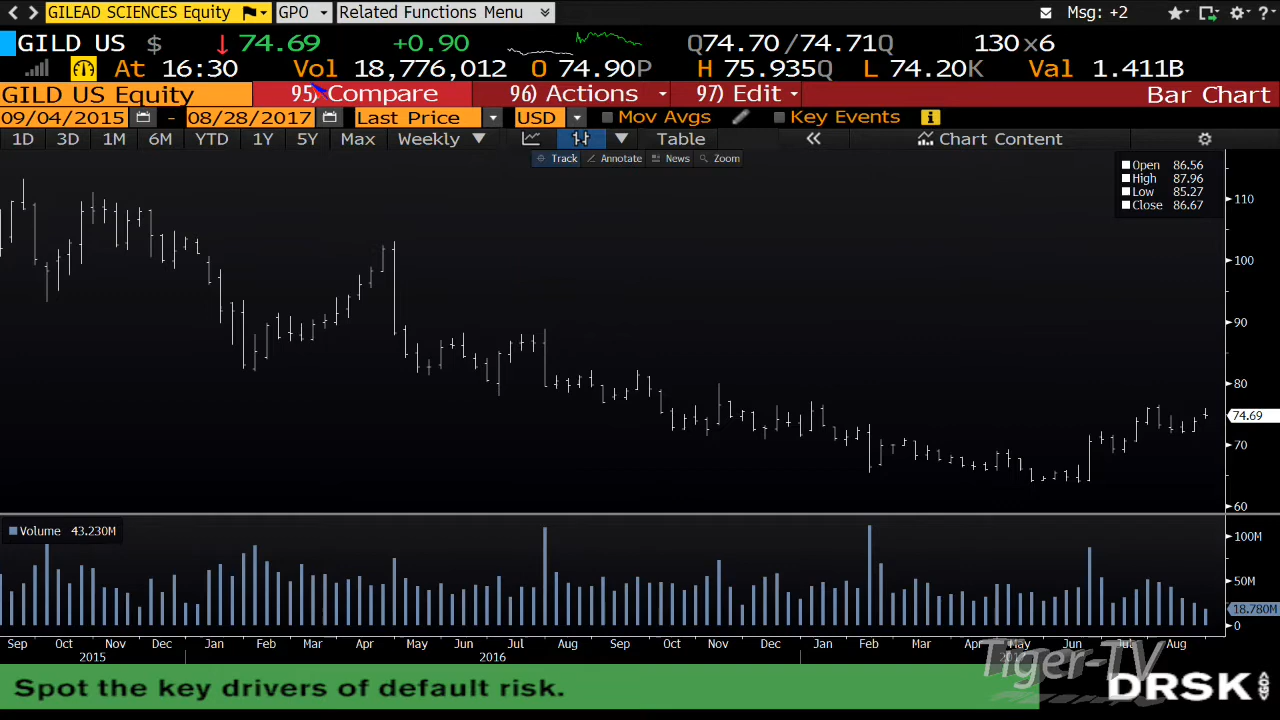 GILEAD SCIENCES Equity GPO Related Functions Menu Msg: +2 ?
GILD US $ ↓ 74.69 +0.90 Q74.70/74.71Q 130x6
At 16:30 Vol 18,776,012 O 74.90P H 75.935Q L 74.20K Val 1.411B
GILD US Equity 95) Compare 96) Actions 97) Edit Bar Chart
09/04/2015 - 08/28/2017 Last Price USD Mov Avgs Key Events i
1D 3D 1M 6M YTD 1Y 5Y Max Weekly ▼ ▼ Table « Chart Content
Track Annotate News Zoom
Open 86.56
High 87.96
Low 85.27
Close 86.67
110
100
90
80
74.69
70
60
Volume 43.230M
100M
50M
18.780M
0
Sep Oct Nov Dec Jan Feb Mar Apr May Jun Jul Aug Sep Oct Nov Dec Jan Feb Mar Apr May Jun Jul Aug
2015 2016 2017
Tiger-TV
Spot the key drivers of default risk. DRSK <GO>